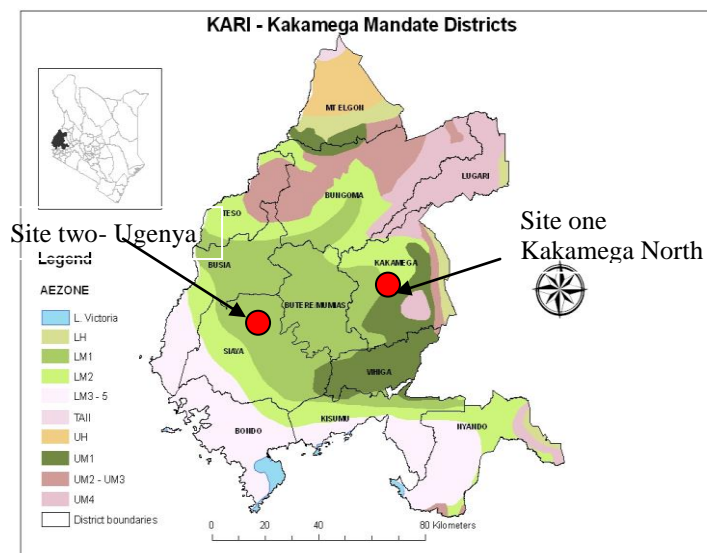 KARI - Kakamega Mandate Districts
MT ELGON
LUGARI
BUNGOMA
TESO
Site two- Ugenya
Site one
Kakamega North
KAKAMEGA
Legend
BUSIA
AEZONE
BUTERE/MUMIAS
L. Victoria
LH
LM1
SIAYA
VIHIGA
LM2
LM3 - 5
TAII
KISUMU
NYANDO
UH
BONDO
UM1
UM2 - UM3
UM4
District boundaries
0 20 40 80 Kilometers